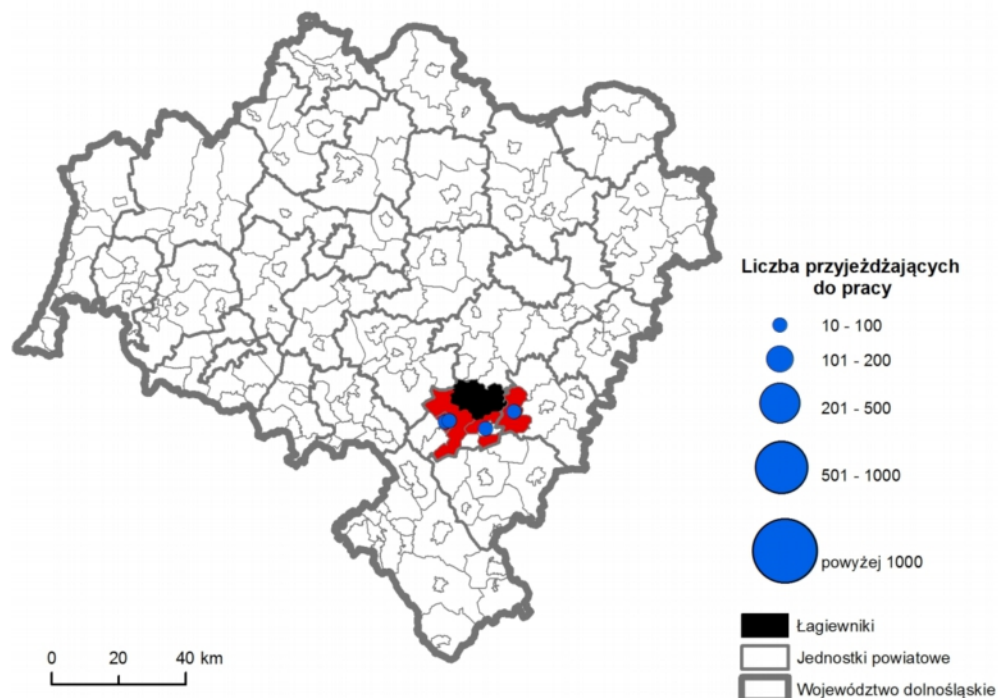 Liczba przyjeżdżających
do pracy
10 - 100
101 - 200
201 - 500
501 - 1000
powyżej 1000
Łagiewniki
Jednostki powiatowe
Województwo dolnośląskie
0 20 40 km